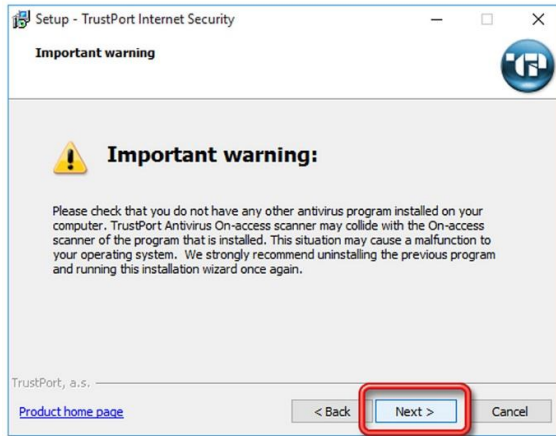 Setup - TrustPort Internet Security
Important warning
Important warning:
Please check that you do not have any other antivirus program installed on your
computer. TrustPort Antivirus On-access scanner may collide with the On-access
scanner of the program that is installed. This situation may cause a malfunction to
your operating system. We strongly recommend uninstalling the previous program
and running this installation wizard once again.
TrustPort, a.s.
Product home page
< Back
Next >
Cancel